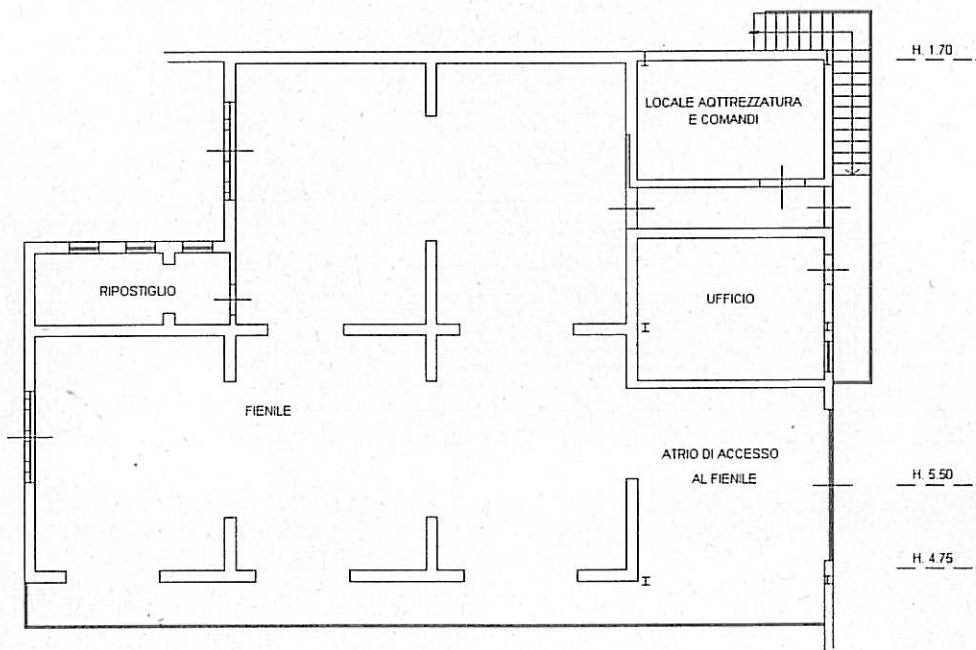 H. 1.70
LOCALE AQTTREZZATURA
E COMANDI
RIPOSTIGLIO
UFFICIO
FIENILE
ATRIO DI ACCESSO
AL FIENILE
H. 5.50
H. 4.75